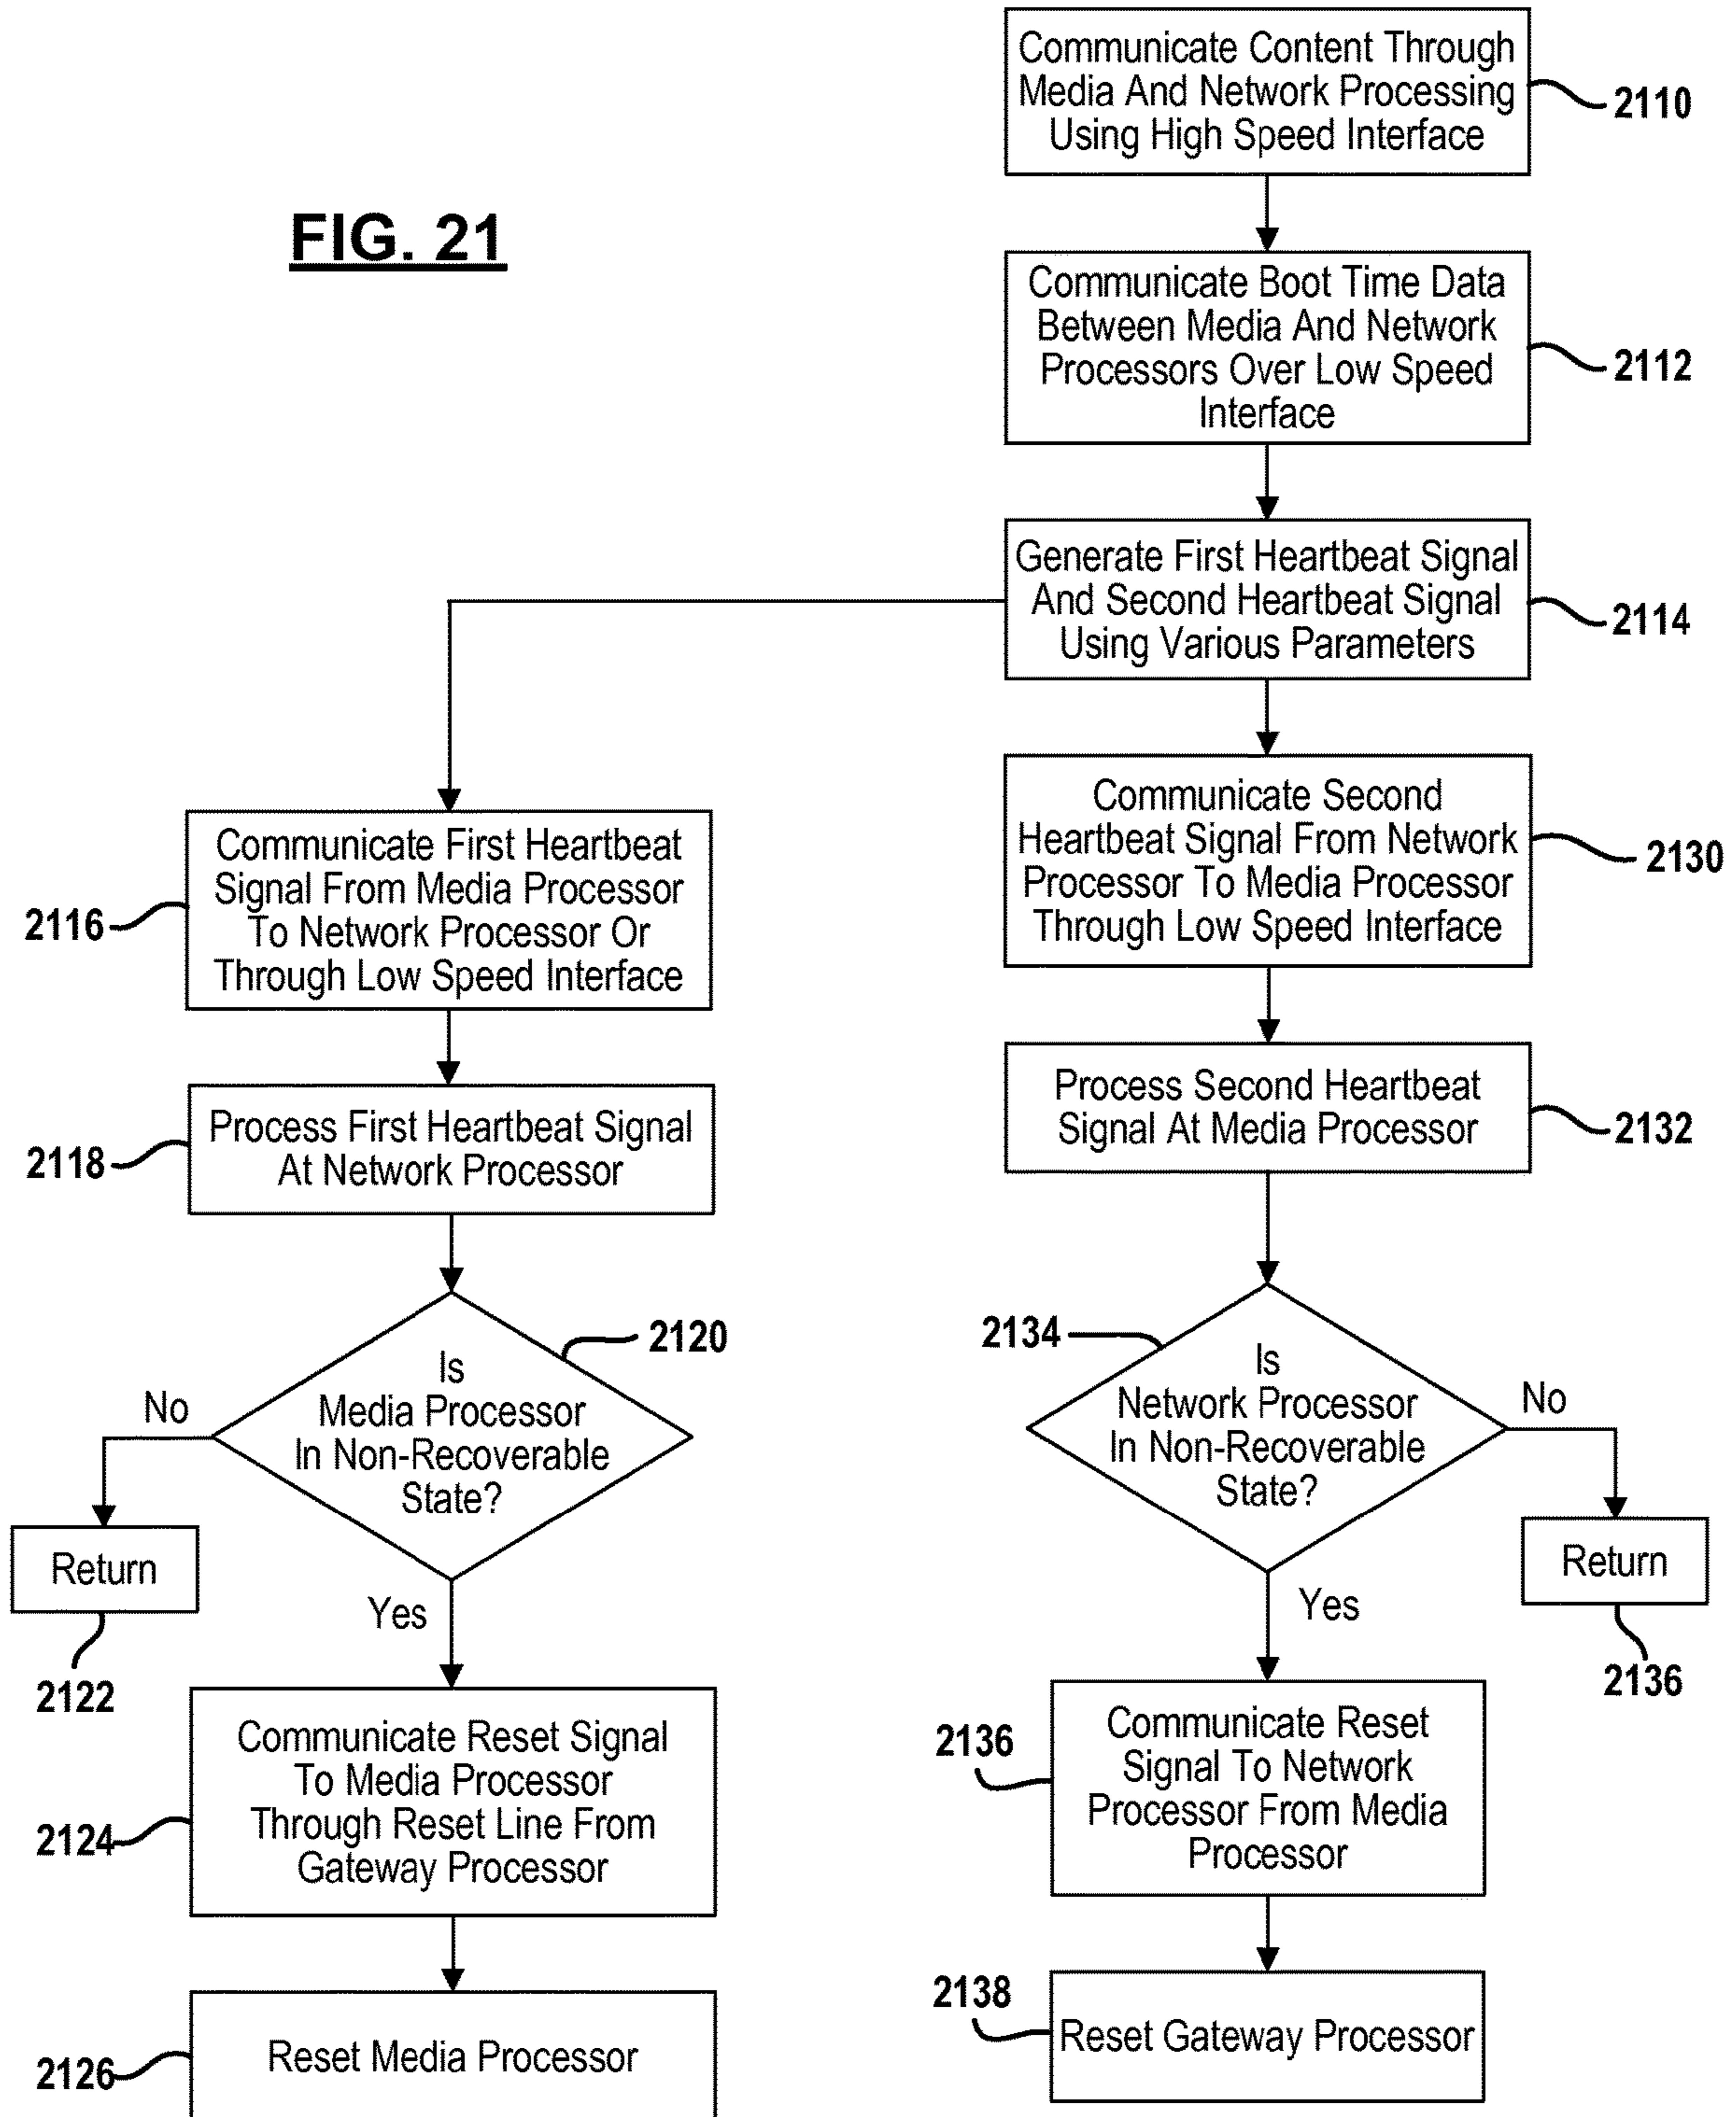 FIG. 21
Communicate Content Through
Media And Network Processing
Using High Speed Interface
2110
Communicate Boot Time Data
Between Media And Network
Processors Over Low Speed
Interface
2112
Generate First Heartbeat Signal
And Second Heartbeat Signal
Using Various Parameters
2114
Communicate First Heartbeat
Signal From Media Processor
To Network Processor Or
Through Low Speed Interface
2116
Process First Heartbeat Signal
At Network Processor
2118
Is
Media Processor
In Non-Recoverable
State?
2120
No
Return
2122
Yes
Communicate Reset Signal
To Media Processor
Through Reset Line From
Gateway Processor
2124
Reset Media Processor
2126
Communicate Second
Heartbeat Signal From Network
Processor To Media Processor
Through Low Speed Interface
2130
Process Second Heartbeat
Signal At Media Processor
2132
2134
Is
Network Processor
In Non-Recoverable
State?
No
Return
2136
Yes
2136
Communicate Reset
Signal To Network
Processor From Media
Processor
2138
Reset Gateway Processor